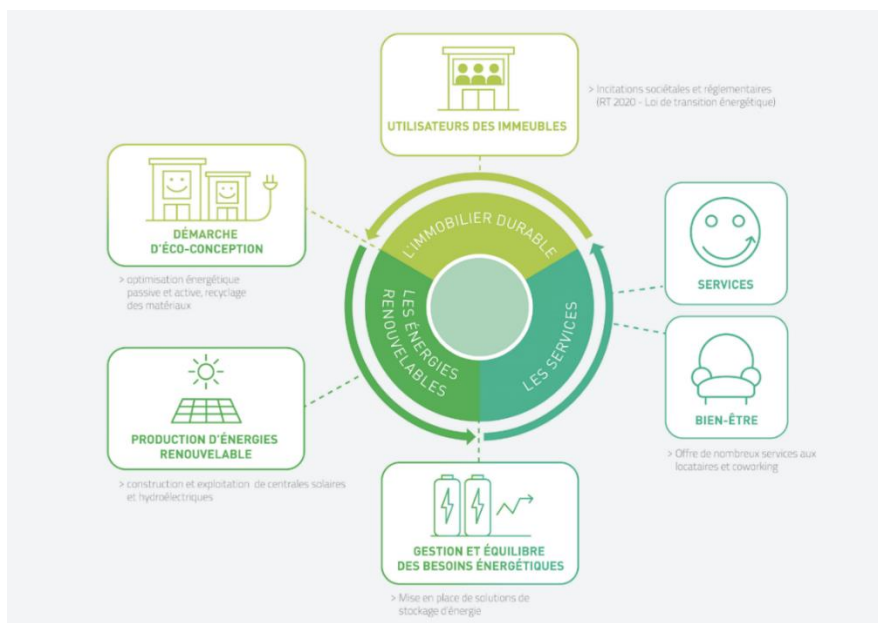 UTILISATEURS DES IMMEUBLES
> Incitations sociétales et réglementaires
(RT 2020 - Loi de transition énergétique)
DÉMARCHE
D'ÉCO-CONCEPTION
> optimisation énergétique
passive et active, recyclage
des matériaux
L'IMMOBILIER DURABLE
LES ÉNERGIES
RENOUVELABLES
LES SERVICES
SERVICES
BIEN-ÊTRE
> Offre de nombreux services aux
locataires et coworking
PRODUCTION D'ÉNERGIES
RENOUVELABLE
> construction et exploitation de centrales solaires
et hydroélectriques
GESTION ET ÉQUILIBRE
DES BESOINS ÉNERGÉTIQUES
> Mise en place de solutions de
stockage d'énergie